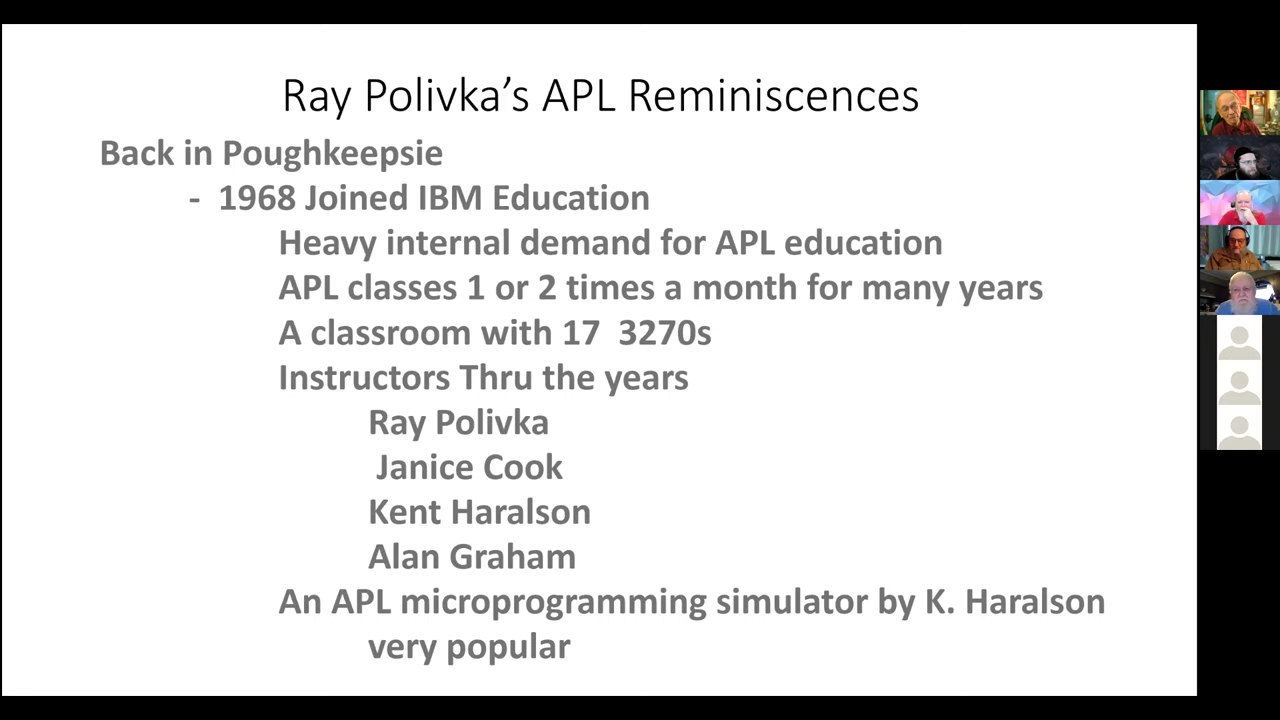 Ray Polivka’s APL Reminiscences
Back in Poughkeepsie
- 1968 Joined IBM Education
Heavy internal demand for APL education
APL classes 1 or 2 times a month for many years
A classroom with 17  3270s
Instructors Thru the years
Ray Polivka
Janice Cook
Kent Haralson
Alan Graham
An APL microprogramming simulator by K. Haralson
very popular